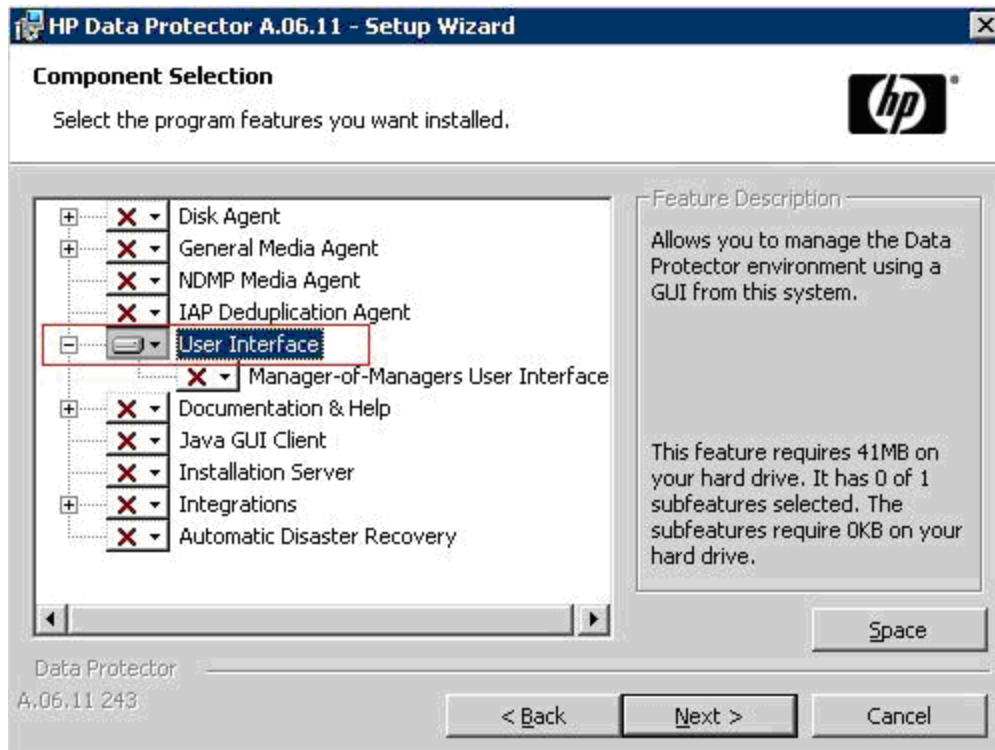 HP Data Protector A.06.11 - Setup Wizard
Component Selection
Select the program features you want installed.
hp
Disk Agent
General Media Agent
NDMP Media Agent
IAP Deduplication Agent
User Interface
Manager-of-Managers User Interface
Documentation & Help
Java GUI Client
Installation Server
Integrations
Automatic Disaster Recovery
Feature Description
Allows you to manage the Data
Protector environment using a
GUI from this system.
This feature requires 41MB on
your hard drive. It has 0 of 1
subfeatures selected. The
subfeatures require 0KB on your
hard drive.
Space
Data Protector
A.06.11 243
< Back
Next >
Cancel